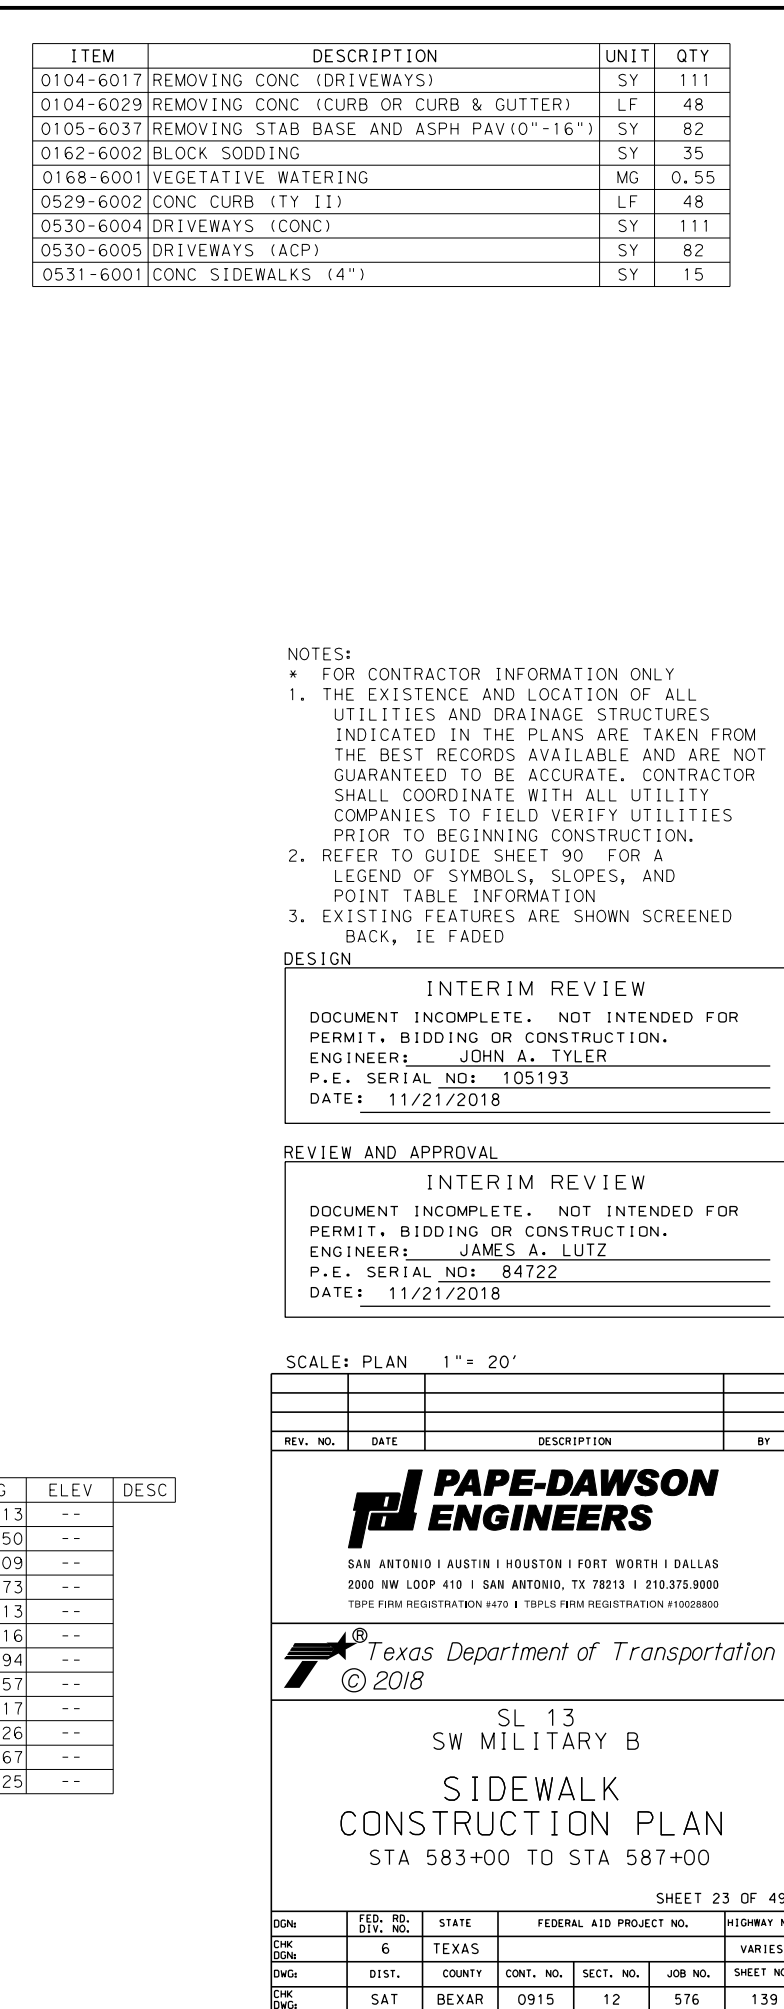 ITEM DESCRIPTION UNIT QTY
0104-6017 REMOVING CONC (DRIVEWAYS) SY 111
0104-6029 REMOVING CONC (CURB OR CURB & GUTTER) LF 48
0105-6037 REMOVING STAB BASE AND ASPH PAV(0"-16") SY 82
0162-6002 BLOCK SODDING SY 35
0168-6001 VEGETATIVE WATERING MG 0.55
0529-6002 CONC CURB (TY II) LF 48
0530-6004 DRIVEWAYS (CONC) SY 111
0530-6005 DRIVEWAYS (ACP) SY 82
0531-6001 CONC SIDEWALKS (4") SY 15
NOTES:
* FOR CONTRACTOR INFORMATION ONLY
1. THE EXISTENCE AND LOCATION OF ALL
UTILITIES AND DRAINAGE STRUCTURES
INDICATED IN THE PLANS ARE TAKEN FROM
THE BEST RECORDS AVAILABLE AND ARE NOT
GUARANTEED TO BE ACCURATE. CONTRACTOR
SHALL COORDINATE WITH ALL UTILITY
COMPANIES TO FIELD VERIFY UTILITIES
PRIOR TO BEGINNING CONSTRUCTION.
2. REFER TO GUIDE SHEET 90 FOR A
LEGEND OF SYMBOLS, SLOPES, AND
POINT TABLE INFORMATION
3. EXISTING FEATURES ARE SHOWN SCREENED
BACK, IE FADED
DESIGN
INTERIM REVIEW
DOCUMENT INCOMPLETE. NOT INTENDED FOR
PERMIT, BIDDING OR CONSTRUCTION.
ENGINEER: JOHN A. TYLER
P.E. SERIAL NO: 105193
DATE: 11/21/2018
REVIEW AND APPROVAL
INTERIM REVIEW
DOCUMENT INCOMPLETE. NOT INTENDED FOR
PERMIT, BIDDING OR CONSTRUCTION.
ENGINEER: JAMES A. LUTZ
P.E. SERIAL NO: 84722
DATE: 11/21/2018
SCALE: PLAN 1"= 20'
REV. NO. DATE DESCRIPTION BY
G ELEV DESC
13 --
50 --
09 --
73 --
13 --
16 --
94 --
57 --
17 --
26 --
67 --
25 --
PAPE-DAWSON
ENGINEERS
SAN ANTONIO I AUSTIN I HOUSTON I FORT WORTH I DALLAS
2000 NW LOOP 410 I SAN ANTONIO, TX 78213 I 210.375.9000
TBPE FIRM REGISTRATION #470 I TBPLS FIRM REGISTRATION #10028800
® Texas Department of Transportation
© 2018
SL 13
SW MILITARY B
SIDEWALK
CONSTRUCTION PLAN
STA 583+00 TO STA 587+00
SHEET 23 OF 49
DGN: FED. RD. DIV. NO. STATE FEDERAL AID PROJECT NO. HIGHWAY N
CHK DGN: 6 TEXAS VARIES
DWG: DIST. COUNTY CONT. NO. SECT. NO. JOB NO. SHEET NO
CHK DWG: SAT BEXAR 0915 12 576 139